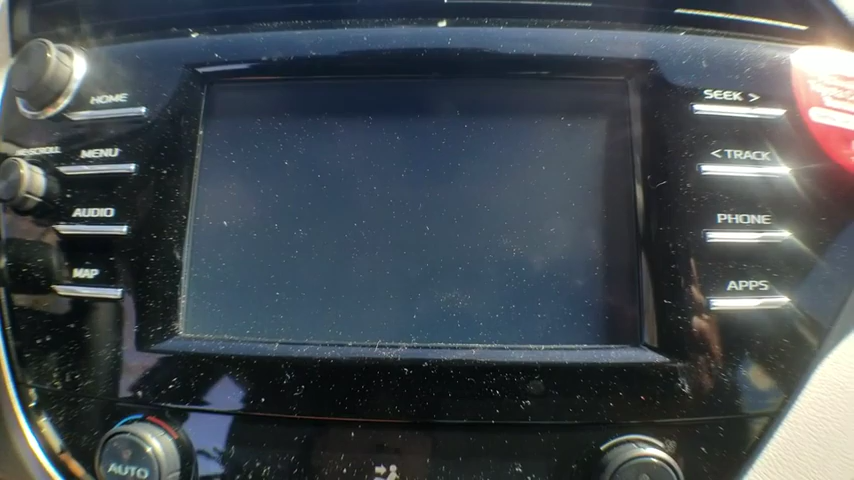 HOME
MENU
AUDIO
MAP
SEEK >
< TRACK
PHONE
APPS
AUTO